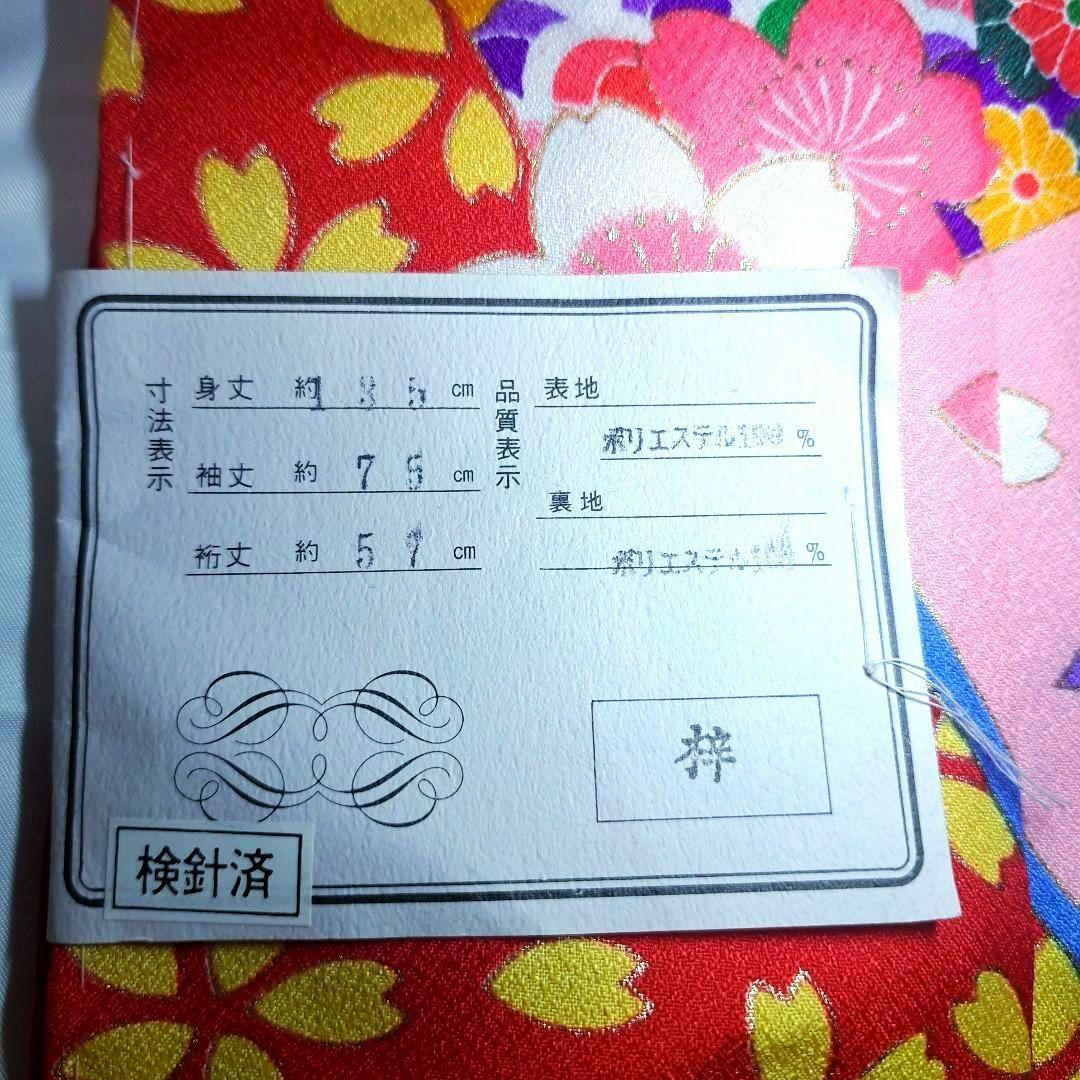 寸法表示
身丈 約 135 cm
袖丈 約 75 cm
裄丈 約 57 cm
品質表示
表地
ポリエステル100 %
裏地
ポリエステル100 %
梓
検針済